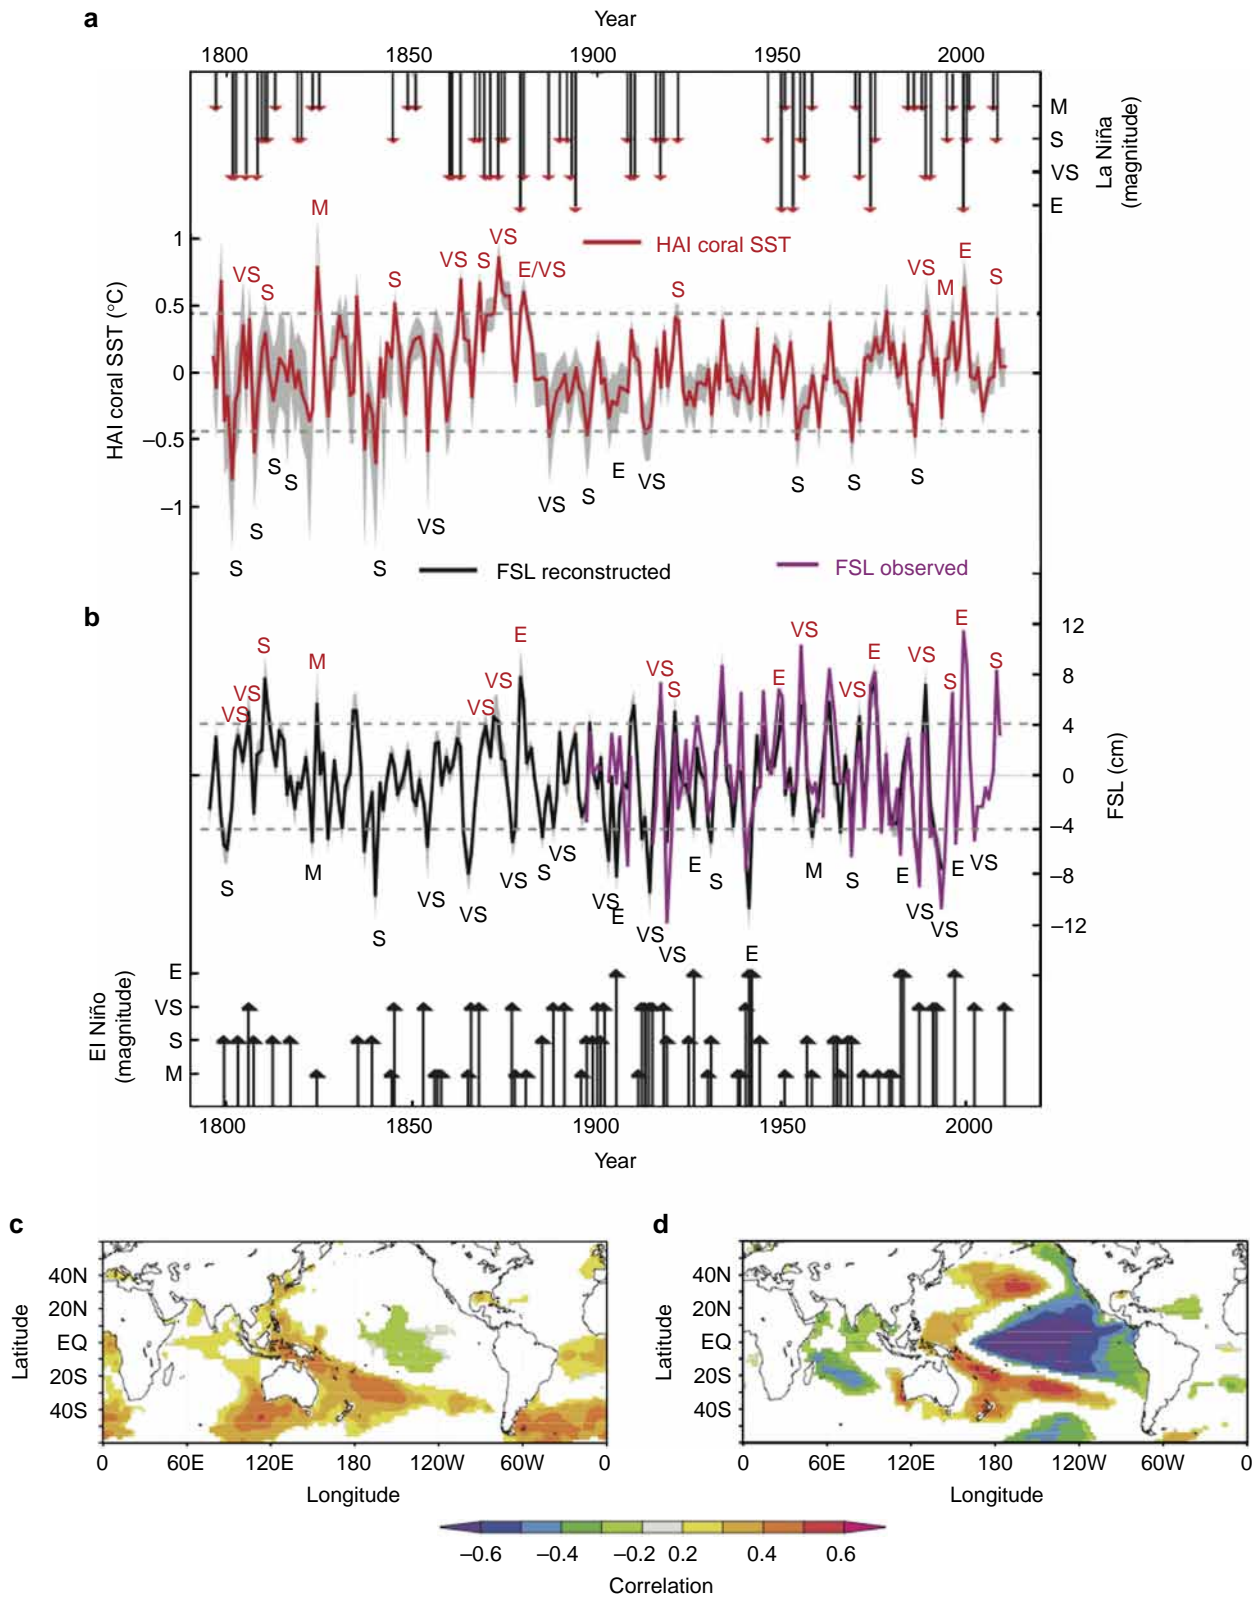 a
Year
1800 1850 1900 1950 2000
M
S
VS
E
La Niña
(magnitude)
M
HAI coral SST
VS S S VS S VS E/VS S VS M E S
1
0.5
0
–0.5
–1
HAI coral SST (°C)
S S S S S VS VS S E VS S S S
FSL reconstructed
FSL observed
b
VS VS S M VS VS E VS S E VS VS E VS S E S
12
8
4
0
–4
–8
–12
FSL (cm)
S M S VS VS VS S VS VS E VS VS E S E M S E VS VS E VS
E
VS
S
M
El Niño
(magnitude)
1800 1850 1900 1950 2000
Year
c
40N
20N
EQ
20S
40S
Latitude
0 60E 120E 180 120W 60W 0
Longitude
d
40N
20N
EQ
20S
40S
Latitude
0 60E 120E 180 120W 60W 0
Longitude
–0.6 –0.4 –0.2 0.2 0.4 0.6
Correlation